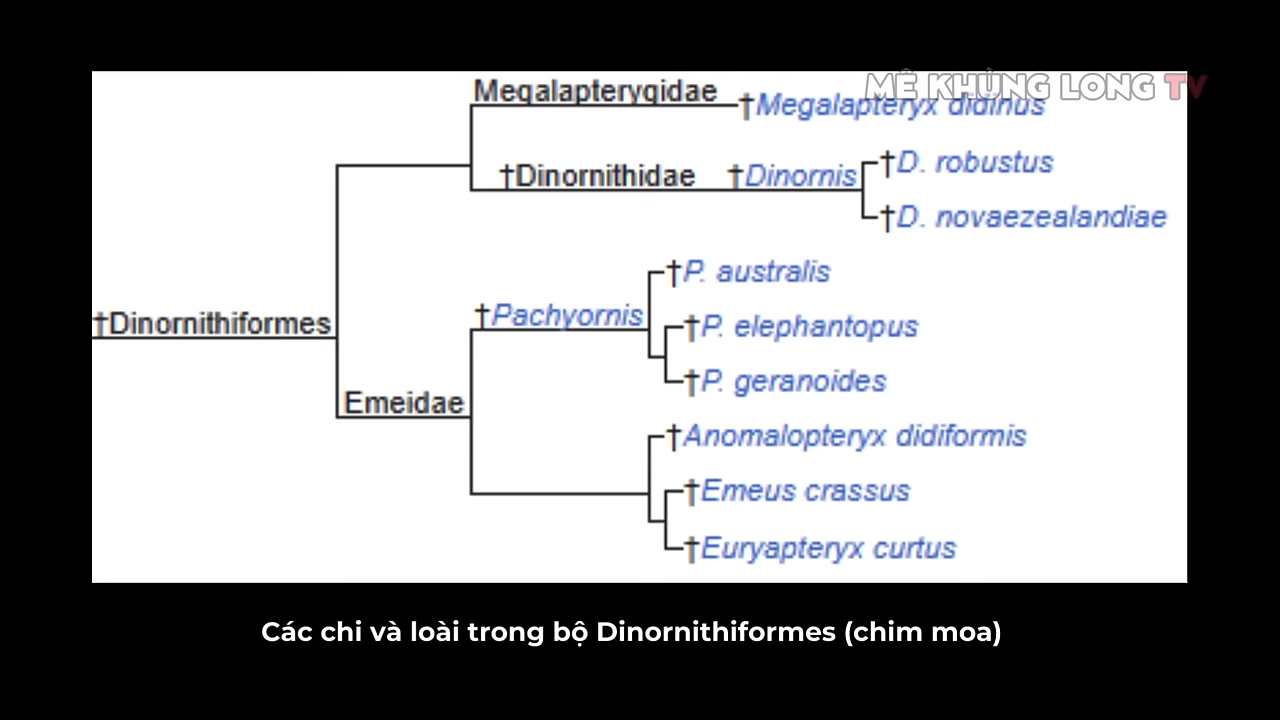 MÊ KHỦNG LONG TV
Megalapterygidae
†Megalapteryx didinus
†Dinornithidae
†Dinornis
†D. robustus
†D. novaezealandiae
†Dinornithiformes
†Pachyornis
†P. australis
†P. elephantopus
†P. geranoides
Emeidae
†Anomalopteryx didiformis
†Emeus crassus
†Euryapteryx curtus
Các chi và loài trong bộ Dinornithiformes (chim moa)